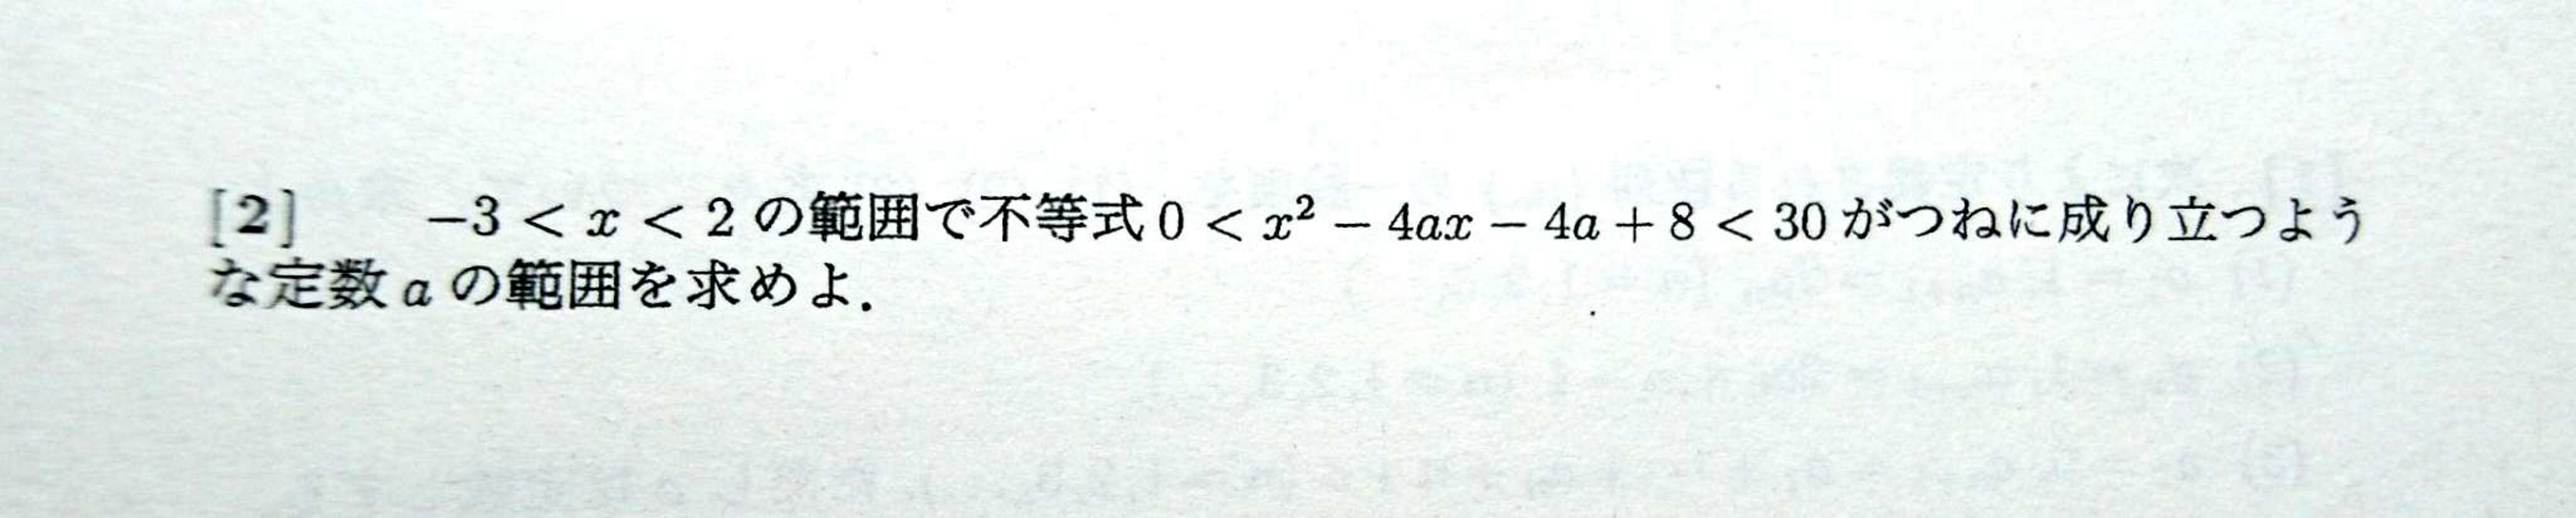 [2] −3 < x < 2 の範囲で不等式 0 < x² − 4ax − 4a + 8 < 30 がつねに成り立つよう
な定数 a の範囲を求めよ.